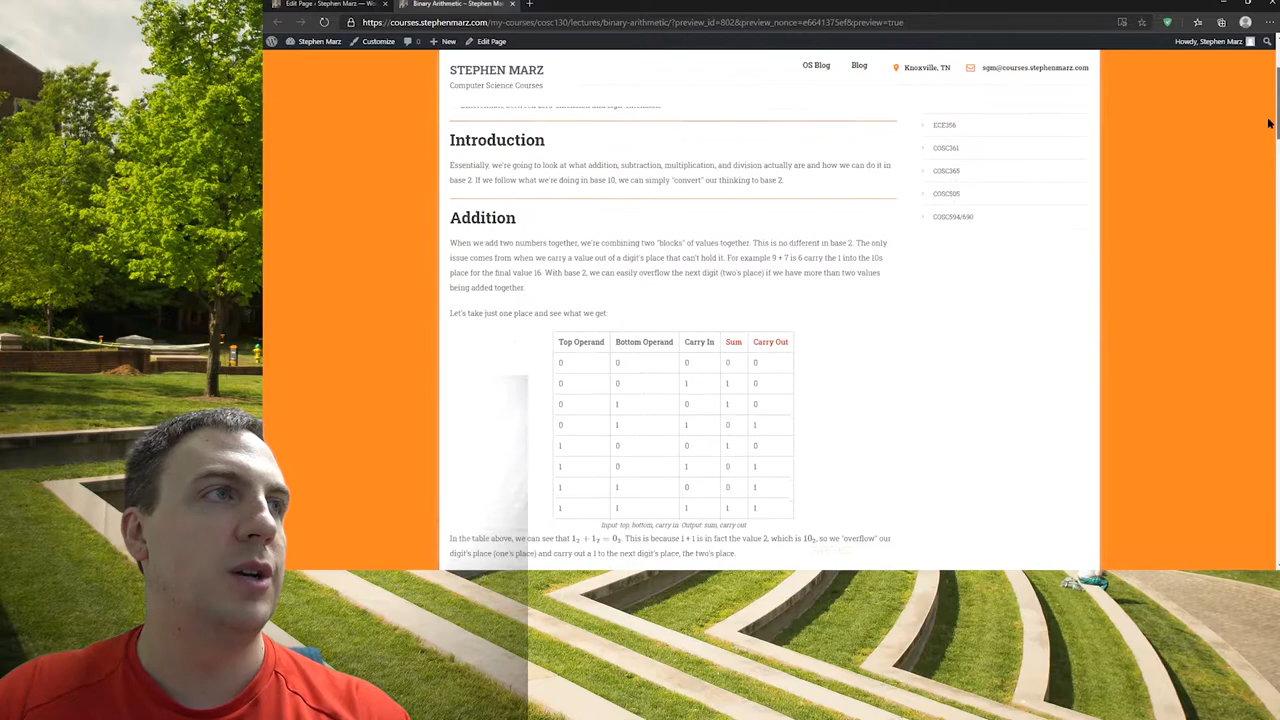 Edit Page ‹ Stephen Marz — Wo
Binary Arithmetic – Stephen Mar
https://courses.stephenmarz.com/my-courses/cosc130/lectures/binary-arithmetic/?preview_id=802&preview_nonce=e6641375ef&preview=true
Stephen Marz Customize 0 New Edit Page Howdy, Stephen Marz
STEPHEN MARZ
Computer Science Courses
OS Blog Blog Knoxville, TN sgm@courses.stephenmarz.com
Differentiate between zero-extension and sign-extension.
ECE356
COSC361
COSC365
COSC505
COSC594/690
Introduction
Essentially, we're going to look at what addition, subtraction, multiplication, and division actually are and how we can do it in
base 2. If we follow what we're doing in base 10, we can simply "convert" our thinking to base 2.
Addition
When we add two numbers together, we're combining two "blocks" of values together. This is no different in base 2. The only
issue comes from when we carry a value out of a digit's place that can't hold it. For example 9 + 7 is 6 carry the 1 into the 10s
place for the final value 16. With base 2, we can easily overflow the next digit (two's place) if we have more than two values
being added together.
Let's take just one place and see what we get:
Top Operand Bottom Operand Carry In Sum Carry Out
0 0 0 0 0
0 0 1 1 0
0 1 0 1 0
0 1 1 0 1
1 0 0 1 0
1 0 1 0 1
1 1 0 0 1
1 1 1 1 1
Input: top, bottom, carry in. Output: sum, carry out
In the table above, we can see that 1₂ + 1₂ = 0₂. This is because 1 + 1 is in fact the value 2, which is 10₂, so we "overflow" our
digit's place (one's place) and carry out a 1 to the next digit's place, the two's place.